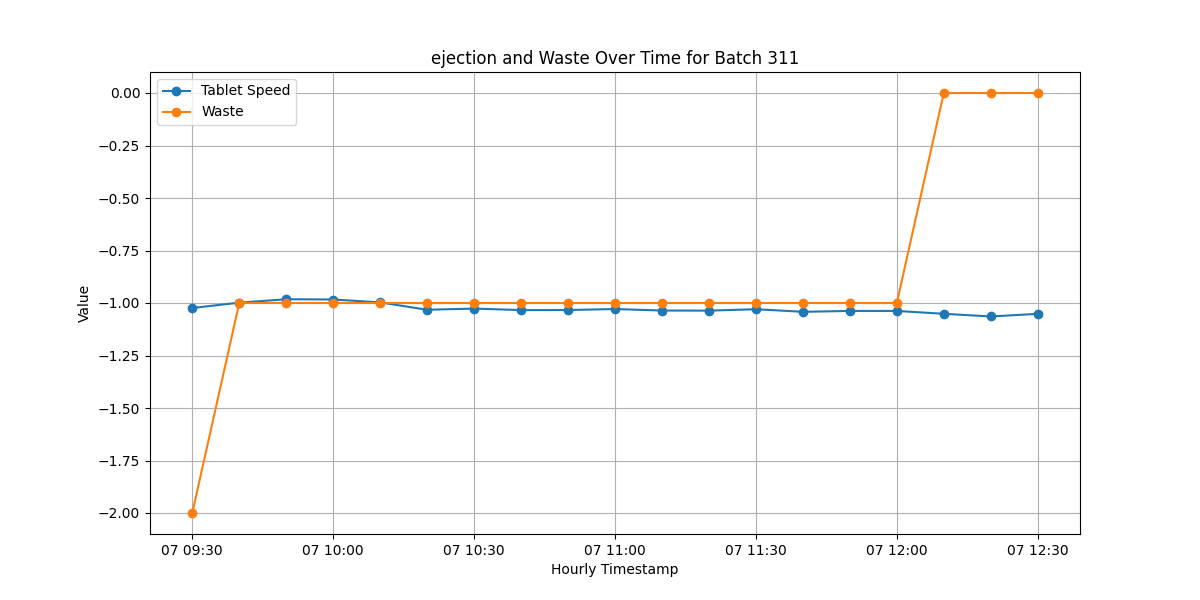 ejection and Waste Over Time for Batch 311
Tablet Speed
Waste
0.00
−0.25
−0.50
−0.75
−1.00
−1.25
−1.50
−1.75
−2.00
Value
07 09:30 07 10:00 07 10:30 07 11:00 07 11:30 07 12:00 07 12:30
Hourly Timestamp